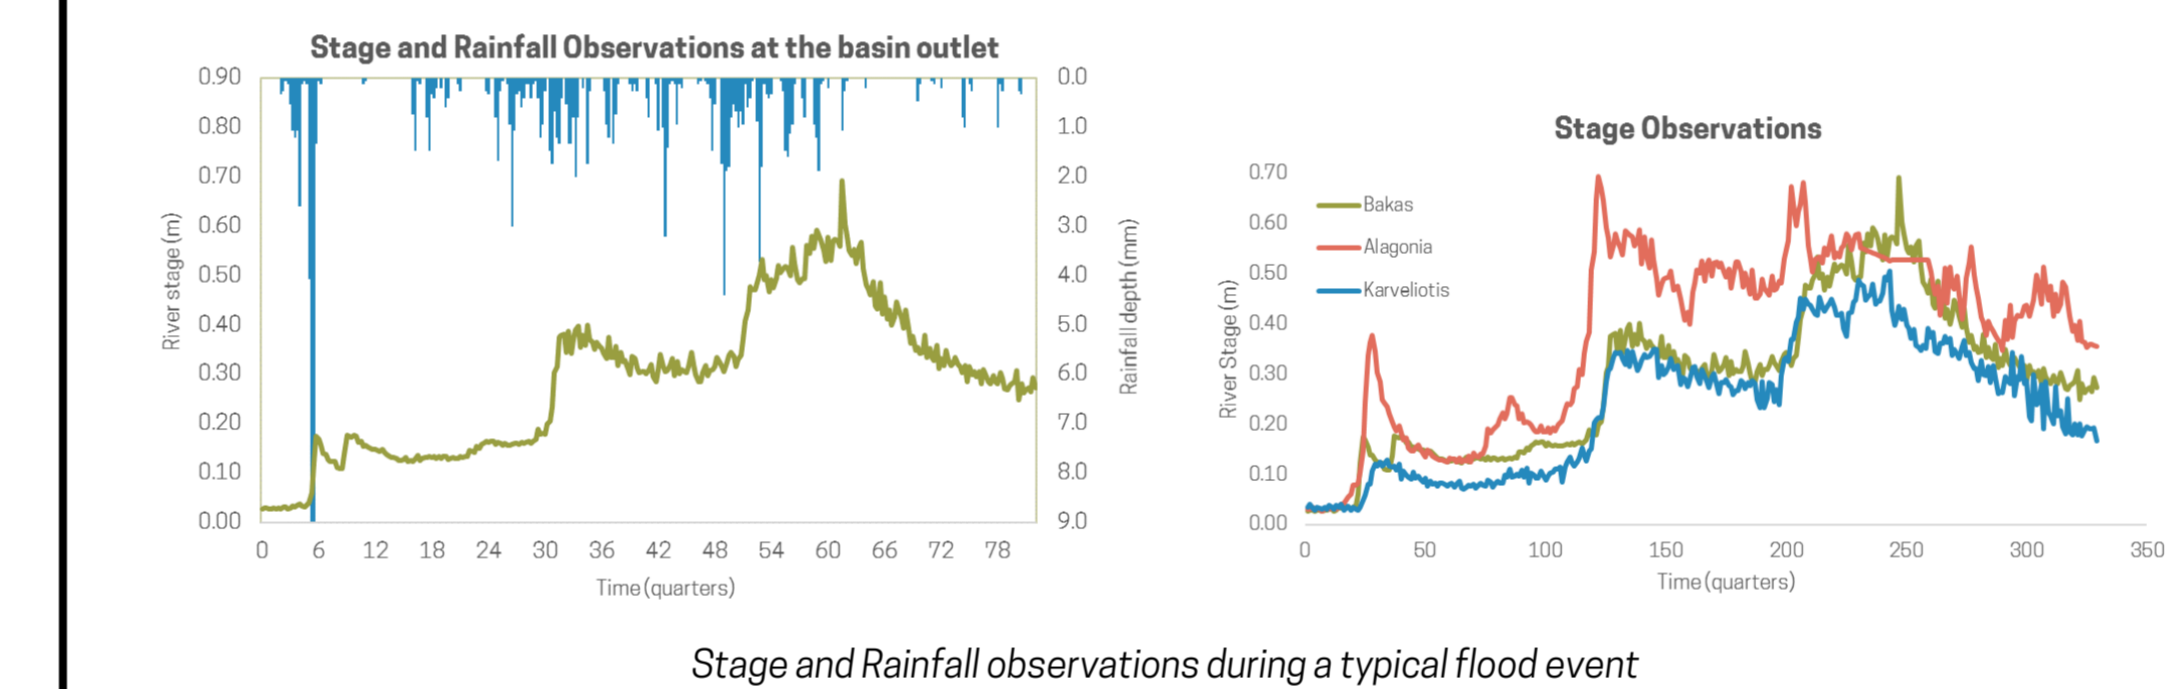 Stage and Rainfall Observations at the basin outlet
0.90
0.80
0.70
0.60
0.50
0.40
0.30
0.20
0.10
0.00
River stage (m)
0.0
1.0
2.0
3.0
4.0
5.0
6.0
7.0
8.0
9.0
Rainfall depth (mm)
0 6 12 18 24 30 36 42 48 54 60 66 72 78
Time (quarters)
Stage Observations
0.70
0.60
0.50
0.40
0.30
0.20
0.10
0.00
River Stage (m)
Bakas
Alagonia
Karveliotis
0 50 100 150 200 250 300 350
Time (quarters)
Stage and Rainfall observations during a typical flood event